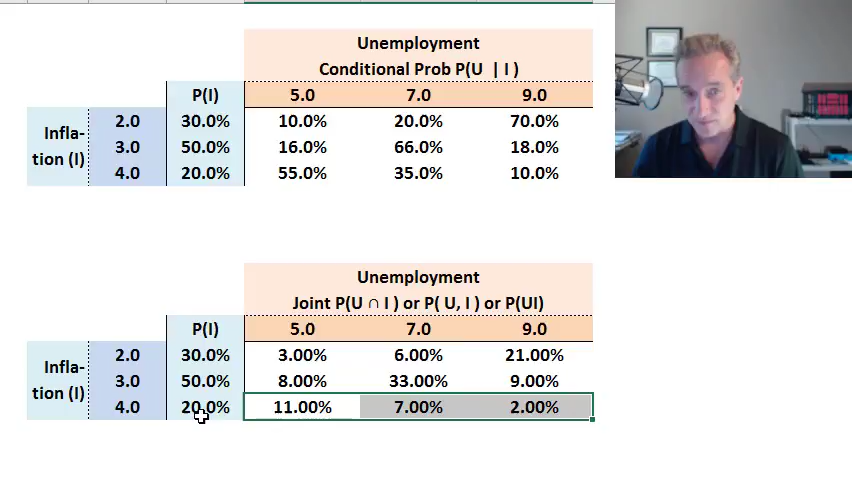 Unemployment
Conditional Prob P(U | I )
P(I) 5.0 7.0 9.0
2.0 30.0% 10.0% 20.0% 70.0%
Infla-
3.0 50.0% 16.0% 66.0% 18.0%
tion (I)
4.0 20.0% 55.0% 35.0% 10.0%
Unemployment
Joint P(U ∩ I ) or P( U, I ) or P(UI)
P(I) 5.0 7.0 9.0
2.0 30.0% 3.00% 6.00% 21.00%
Infla-
3.0 50.0% 8.00% 33.00% 9.00%
tion (I)
4.0 20.0% 11.00% 7.00% 2.00%